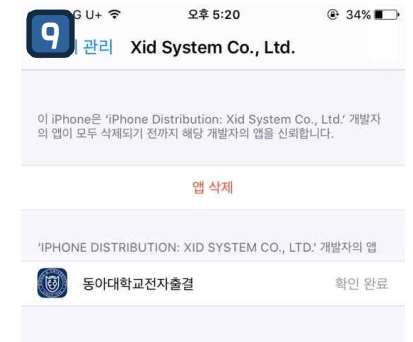 9
G U+ 오후 5:20 34%
관리 Xid System Co., Ltd.
이 iPhone은 ‘iPhone Distribution: Xid System Co., Ltd.’ 개발자
의 앱이 모두 삭제되기 전까지 해당 개발자의 앱을 신뢰합니다.
앱 삭제
‘IPHONE DISTRIBUTION: XID SYSTEM CO., LTD.’ 개발자의 앱
동아대학교전자출결 확인 완료